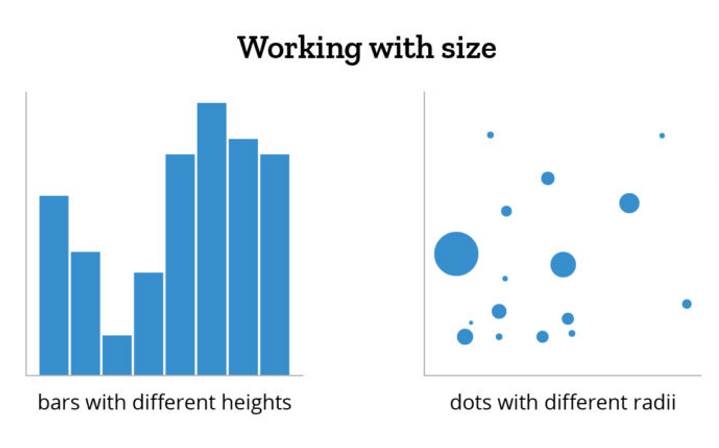 Working with size
bars with different heights
dots with different radii